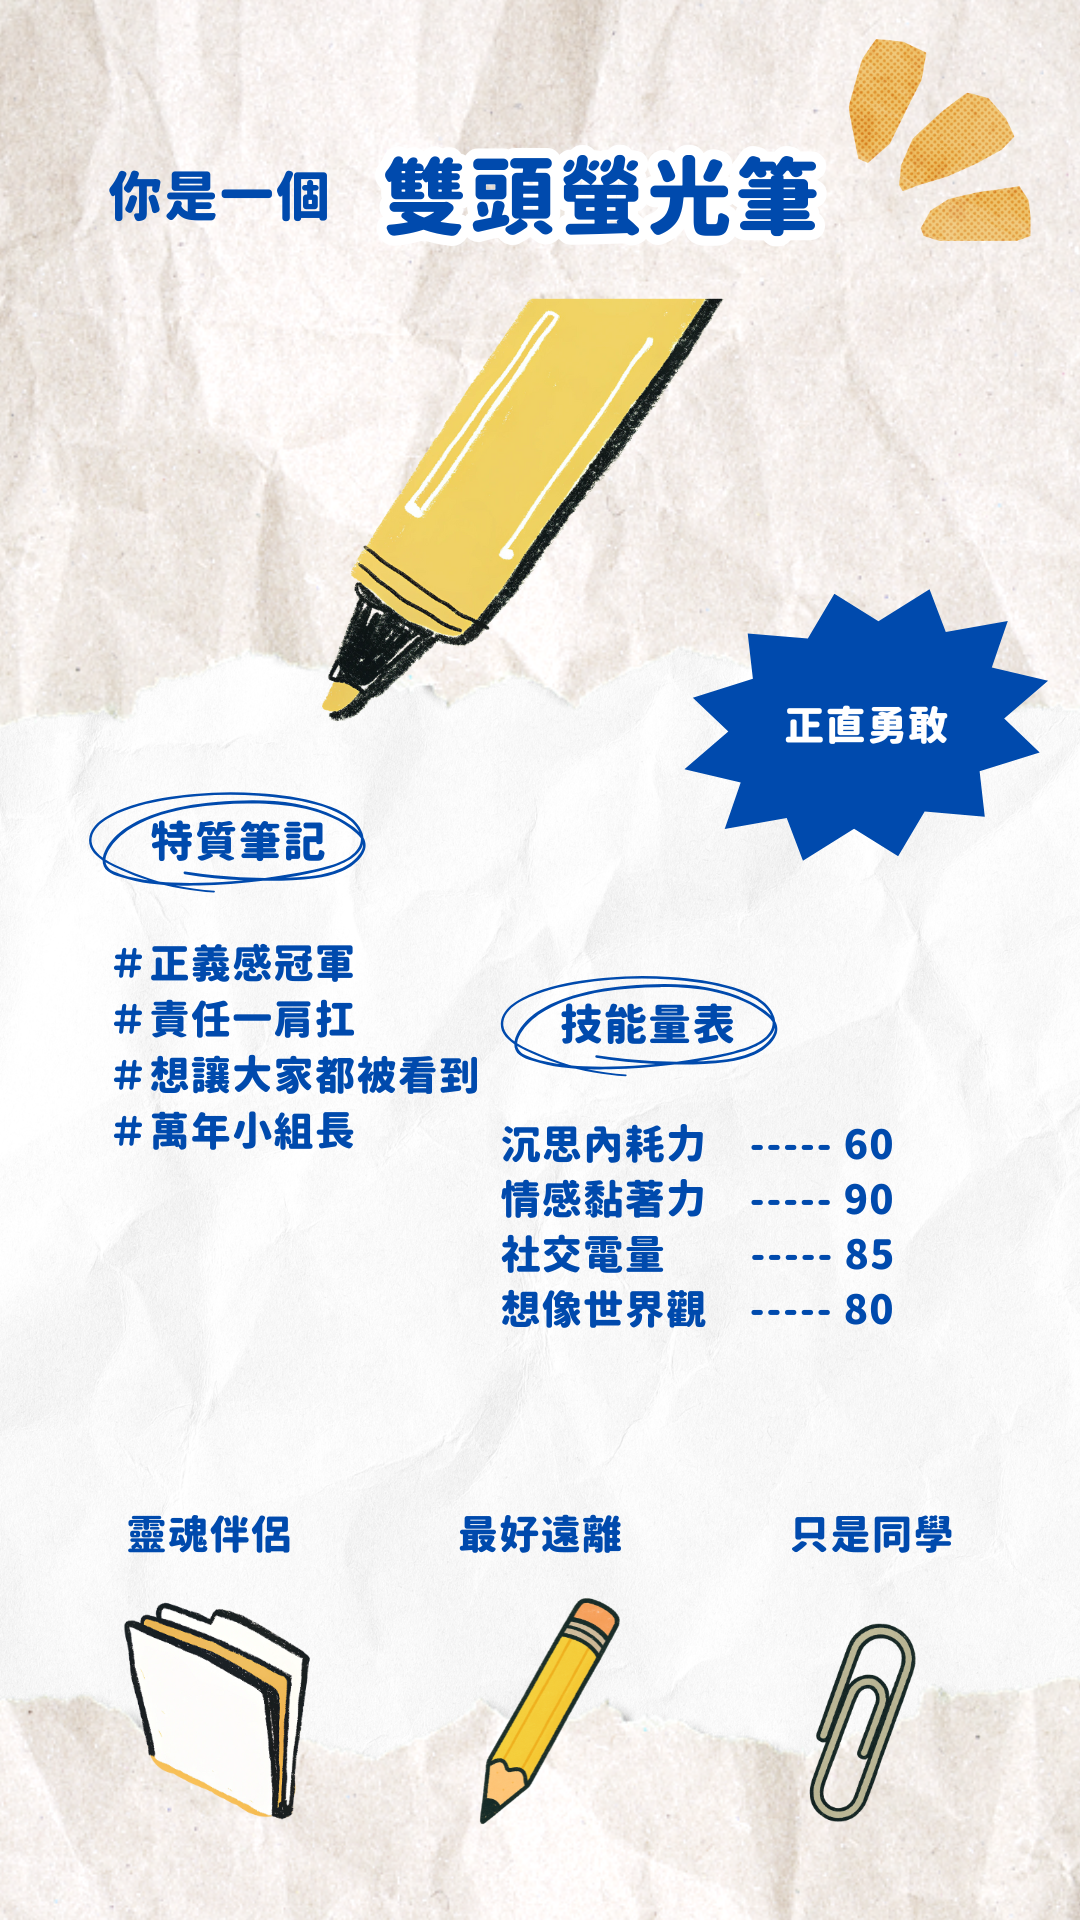 你是一個 雙頭螢光筆
正直勇敢
特質筆記
#正義感冠軍
#責任一肩扛
#想讓大家都被看到
#萬年小組長
技能量表
沉思內耗力 ----- 60
情感黏著力 ----- 90
社交電量 ----- 85
想像世界觀 ----- 80
靈魂伴侶 最好遠離 只是同學